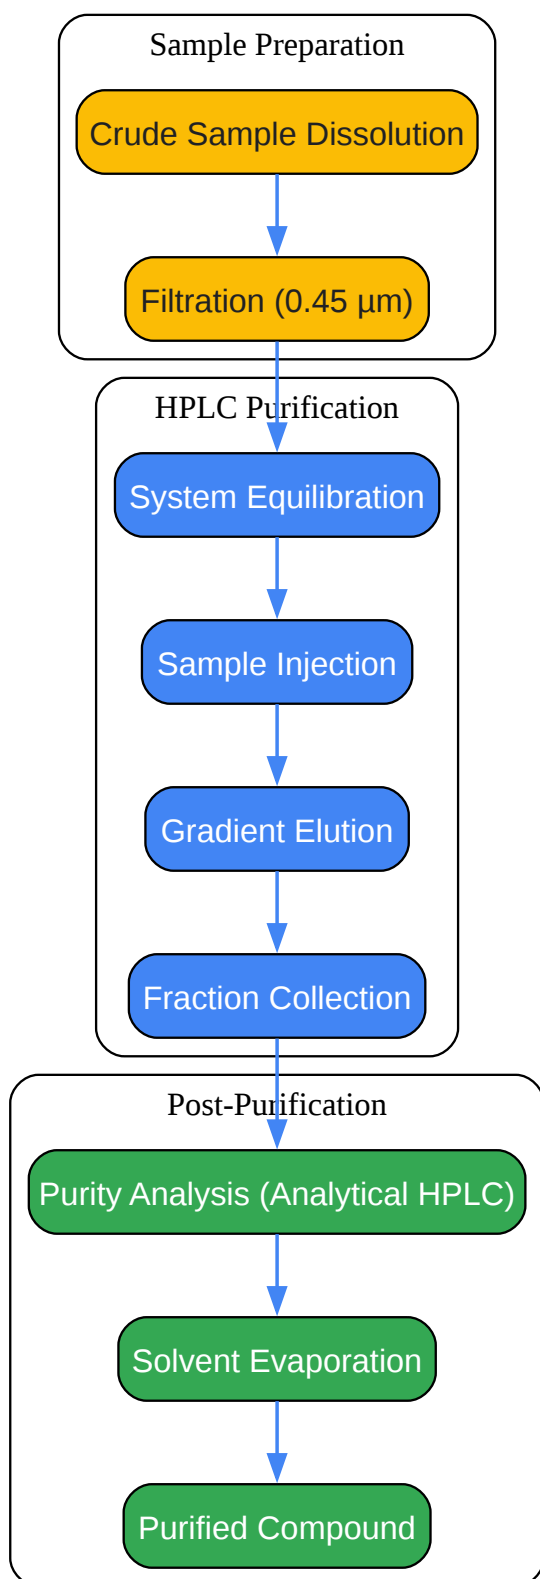 Sample Preparation
Crude Sample Dissolution
Filtration (0.45 µm)
HPLC Purification
System Equilibration
Sample Injection
Gradient Elution
Fraction Collection
Post-Purification
Purity Analysis (Analytical HPLC)
Solvent Evaporation
Purified Compound